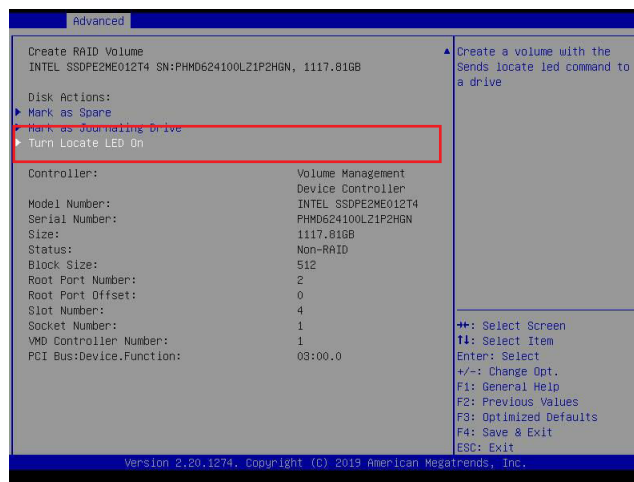 Advanced
Create RAID Volume
INTEL SSDPE2ME012T4 SN:PHMD624100LZ1P2HGN, 1117.81GB
Disk Actions:
Mark as Spare
Mark as Journaling Drive
Turn Locate LED On
Controller: Volume Management
Device Controller
Model Number: INTEL SSDPE2ME012T4
Serial Number: PHMD624100LZ1P2HGN
Size: 1117.81GB
Status: Non-RAID
Block Size: 512
Root Port Number: 2
Root Port Offset: 0
Slot Number: 4
Socket Number: 1
VMD Controller Number: 1
PCI Bus:Device.Function: 03:00.0
Create a volume with the
Sends locate led command to
a drive
→←: Select Screen
↑↓: Select Item
Enter: Select
+/-: Change Opt.
F1: General Help
F2: Previous Values
F3: Optimized Defaults
F4: Save & Exit
ESC: Exit
Version 2.20.1274. Copyright (C) 2019 American Megatrends, Inc.